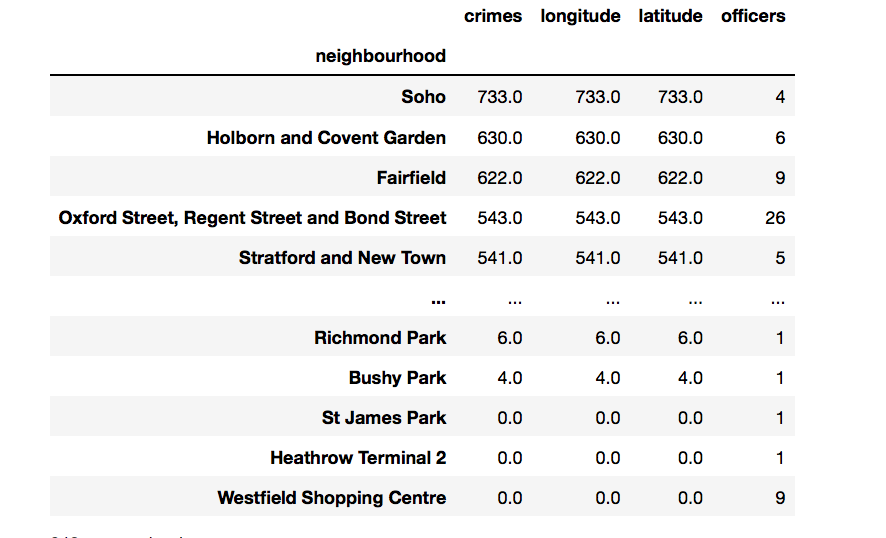 crimes longitude latitude officers
neighbourhood
Soho 733.0 733.0 733.0 4
Holborn and Covent Garden 630.0 630.0 630.0 6
Fairfield 622.0 622.0 622.0 9
Oxford Street, Regent Street and Bond Street 543.0 543.0 543.0 26
Stratford and New Town 541.0 541.0 541.0 5
... ... ... ... ...
Richmond Park 6.0 6.0 6.0 1
Bushy Park 4.0 4.0 4.0 1
St James Park 0.0 0.0 0.0 1
Heathrow Terminal 2 0.0 0.0 0.0 1
Westfield Shopping Centre 0.0 0.0 0.0 9